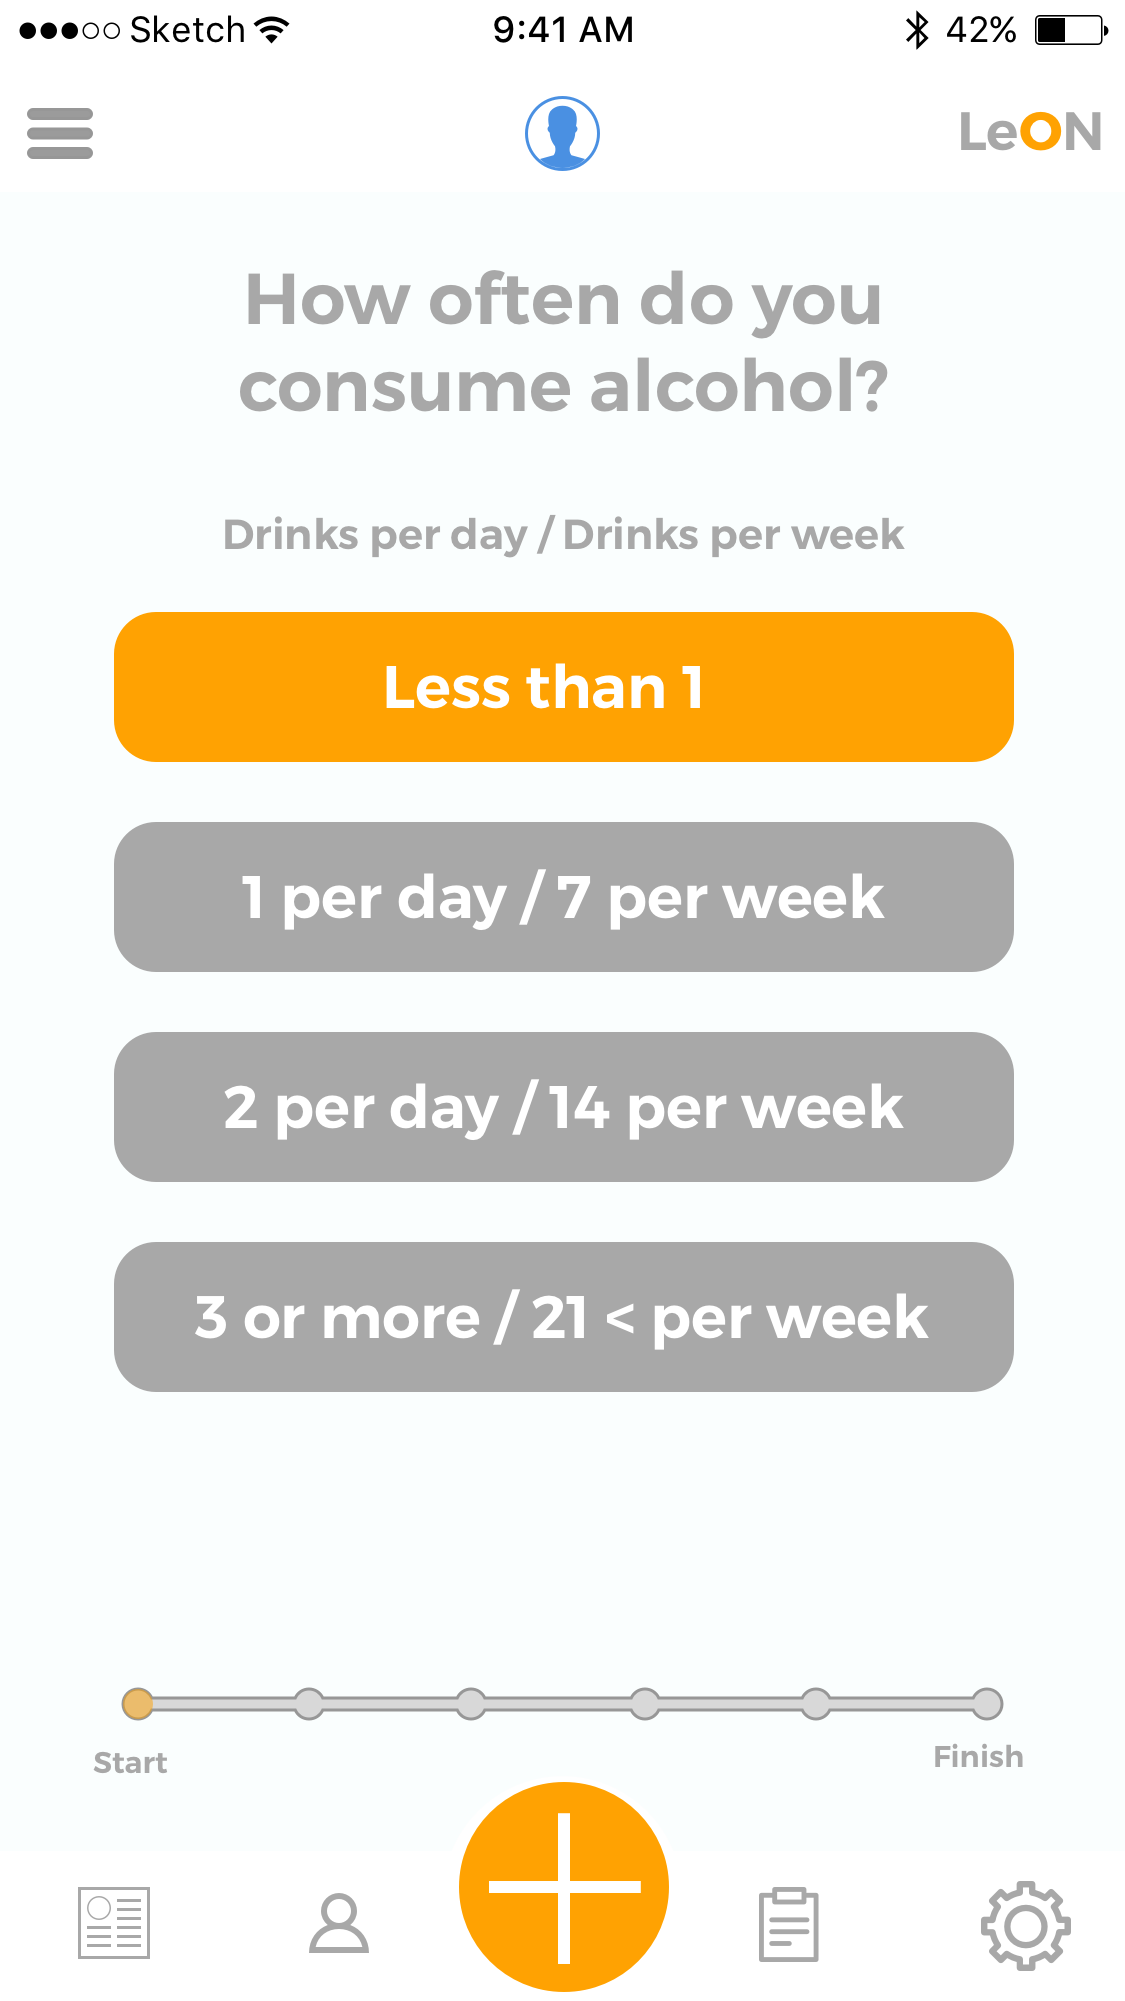 Sketch 9:41 AM 42%
LeON
How often do you
consume alcohol?
Drinks per day / Drinks per week
Less than 1
1 per day / 7 per week
2 per day / 14 per week
3 or more / 21 < per week
Start Finish